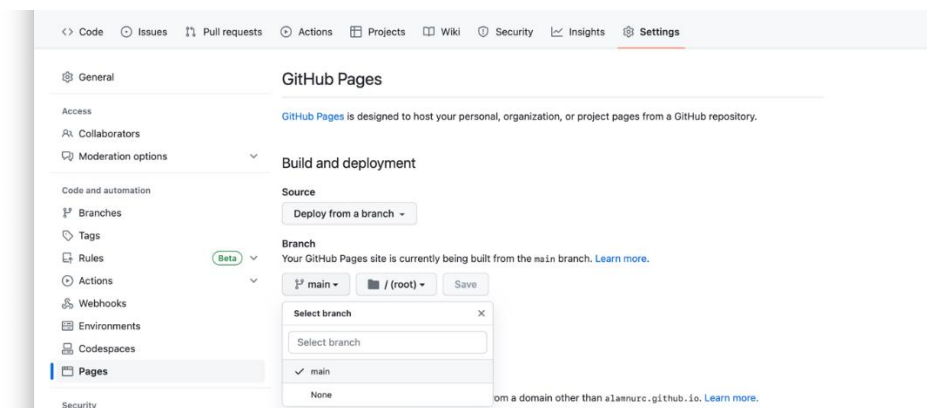 Code Issues Pull requests Actions Projects Wiki Security Insights Settings
General
Access
Collaborators
Moderation options
Code and automation
Branches
Tags
Rules Beta
Actions
Webhooks
Environments
Codespaces
Pages
Security
GitHub Pages
GitHub Pages is designed to host your personal, organization, or project pages from a GitHub repository.
Build and deployment
Source
Deploy from a branch
Branch
Your GitHub Pages site is currently being built from the main branch. Learn more.
main / (root) Save
Select branch
Select branch
main
None
om a domain other than alamnurc.github.io. Learn more.